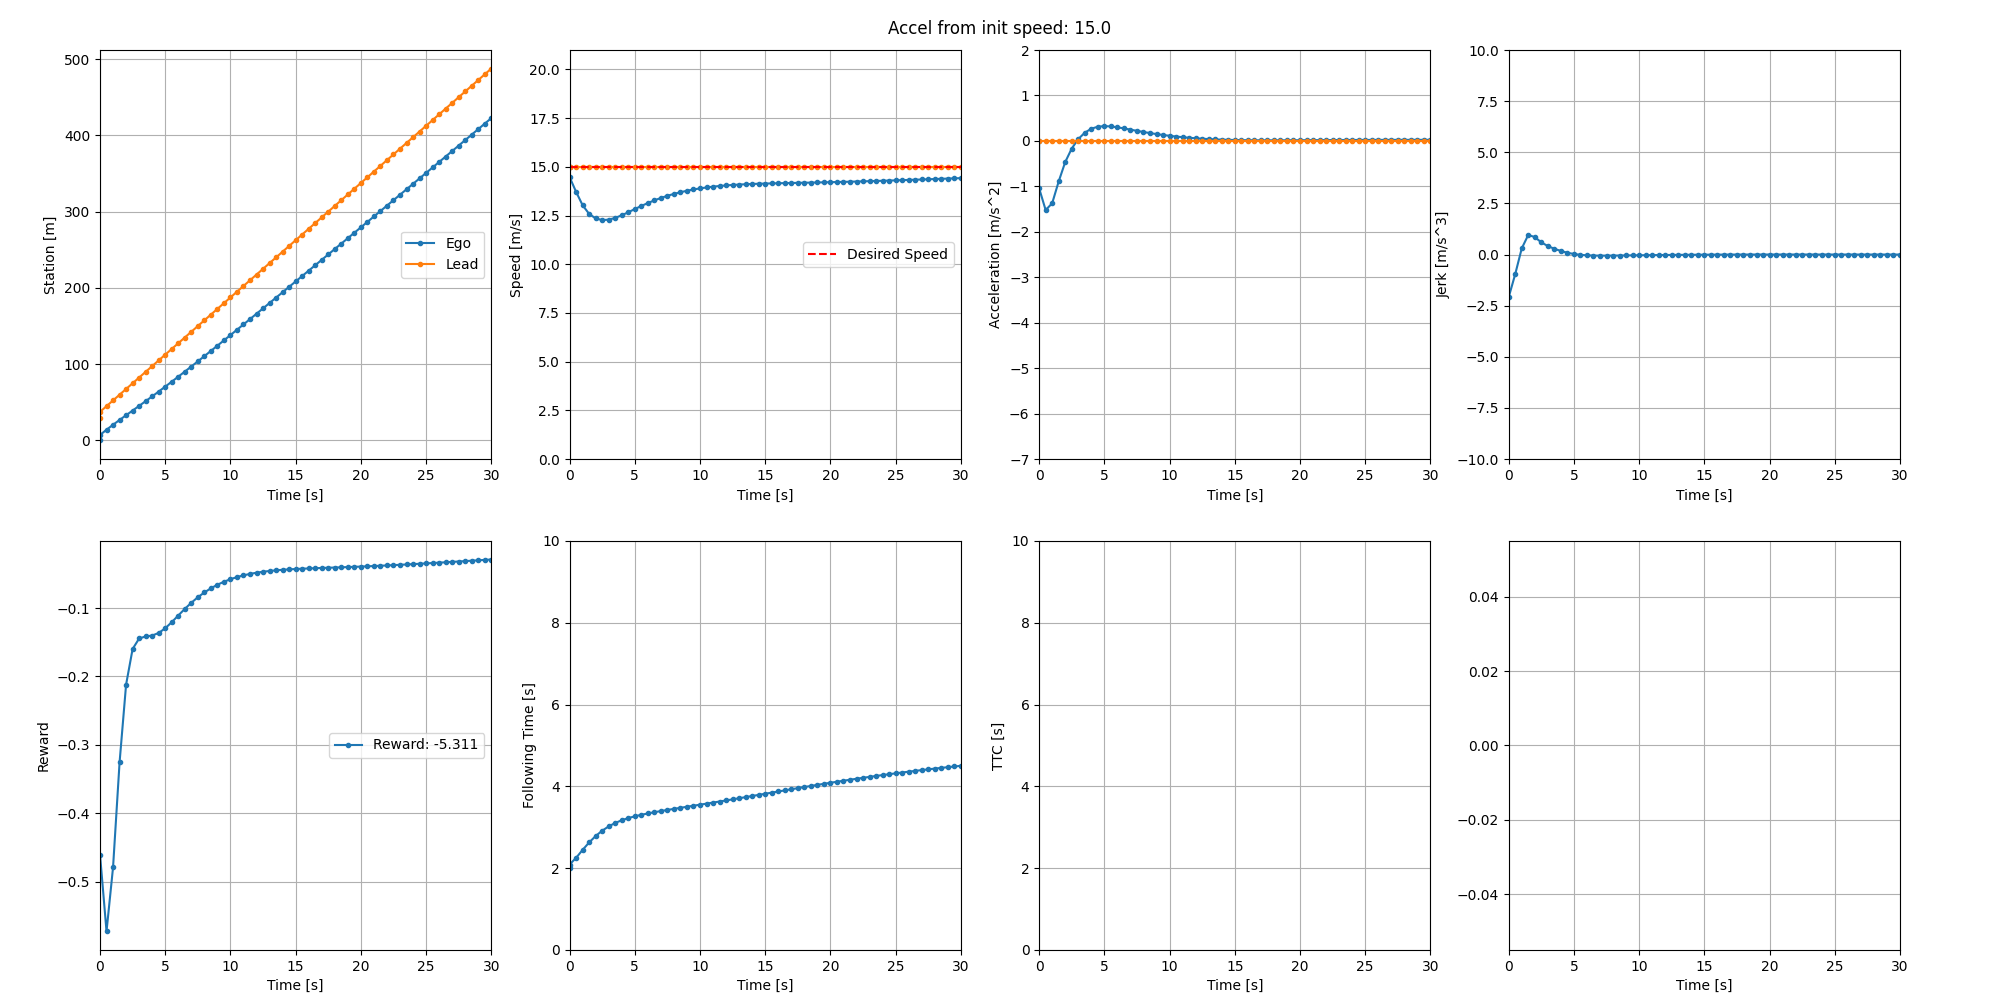 Accel from init speed: 15.0
500
400
300
200
100
0
Station [m]
Ego
Lead
0 5 10 15 20 25 30
Time [s]
20.0
17.5
15.0
12.5
10.0
7.5
5.0
2.5
0.0
Speed [m/s]
Desired Speed
0 5 10 15 20 25 30
Time [s]
2
1
0
−1
−2
−3
−4
−5
−6
−7
Acceleration [m/s^2]
0 5 10 15 20 25 30
Time [s]
10.0
7.5
5.0
2.5
0.0
−2.5
−5.0
−7.5
−10.0
Jerk [m/s^3]
0 5 10 15 20 25 30
Time [s]
−0.1
−0.2
−0.3
−0.4
−0.5
Reward
Reward: -5.311
0 5 10 15 20 25 30
Time [s]
10
8
6
4
2
0
Following Time [s]
0 5 10 15 20 25 30
Time [s]
10
8
6
4
2
0
TTC [s]
0 5 10 15 20 25 30
Time [s]
0.04
0.02
0.00
−0.02
−0.04
0 5 10 15 20 25 30
Time [s]